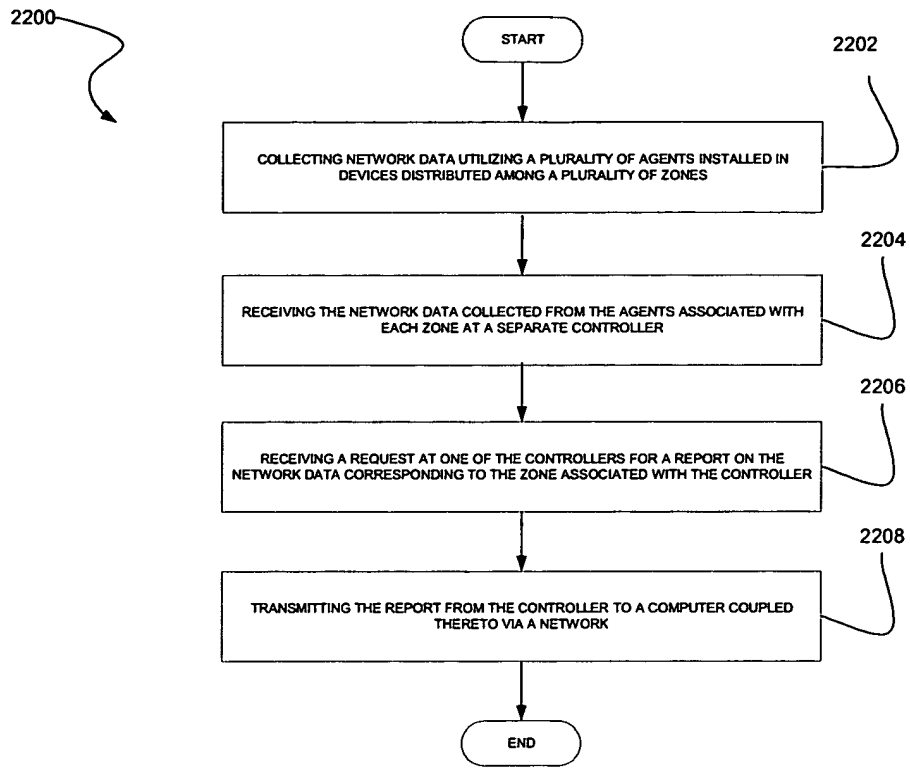 2200
START
2202
COLLECTING NETWORK DATA UTILIZING A PLURALITY OF AGENTS INSTALLED IN
DEVICES DISTRIBUTED AMONG A PLURALITY OF ZONES
2204
RECEIVING THE NETWORK DATA COLLECTED FROM THE AGENTS ASSOCIATED WITH
EACH ZONE AT A SEPARATE CONTROLLER
2206
RECEIVING A REQUEST AT ONE OF THE CONTROLLERS FOR A REPORT ON THE
NETWORK DATA CORRESPONDING TO THE ZONE ASSOCIATED WITH THE CONTROLLER
2208
TRANSMITTING THE REPORT FROM THE CONTROLLER TO A COMPUTER COUPLED
THERETO VIA A NETWORK
END